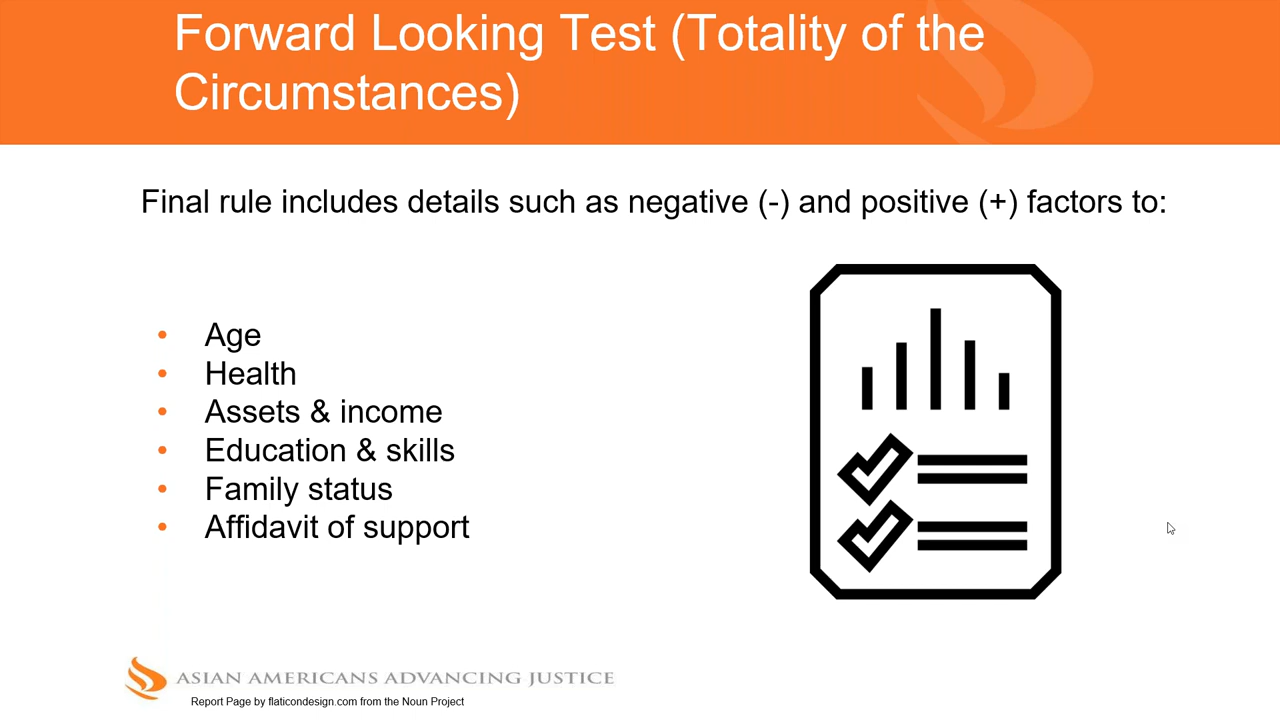 Forward Looking Test (Totality of the
Circumstances)
Final rule includes details such as negative (-) and positive (+) factors to:
• Age
• Health
• Assets & income
• Education & skills
• Family status
• Affidavit of support
ASIAN AMERICANS ADVANCING JUSTICE
Report Page by flaticondesign.com from the Noun Project